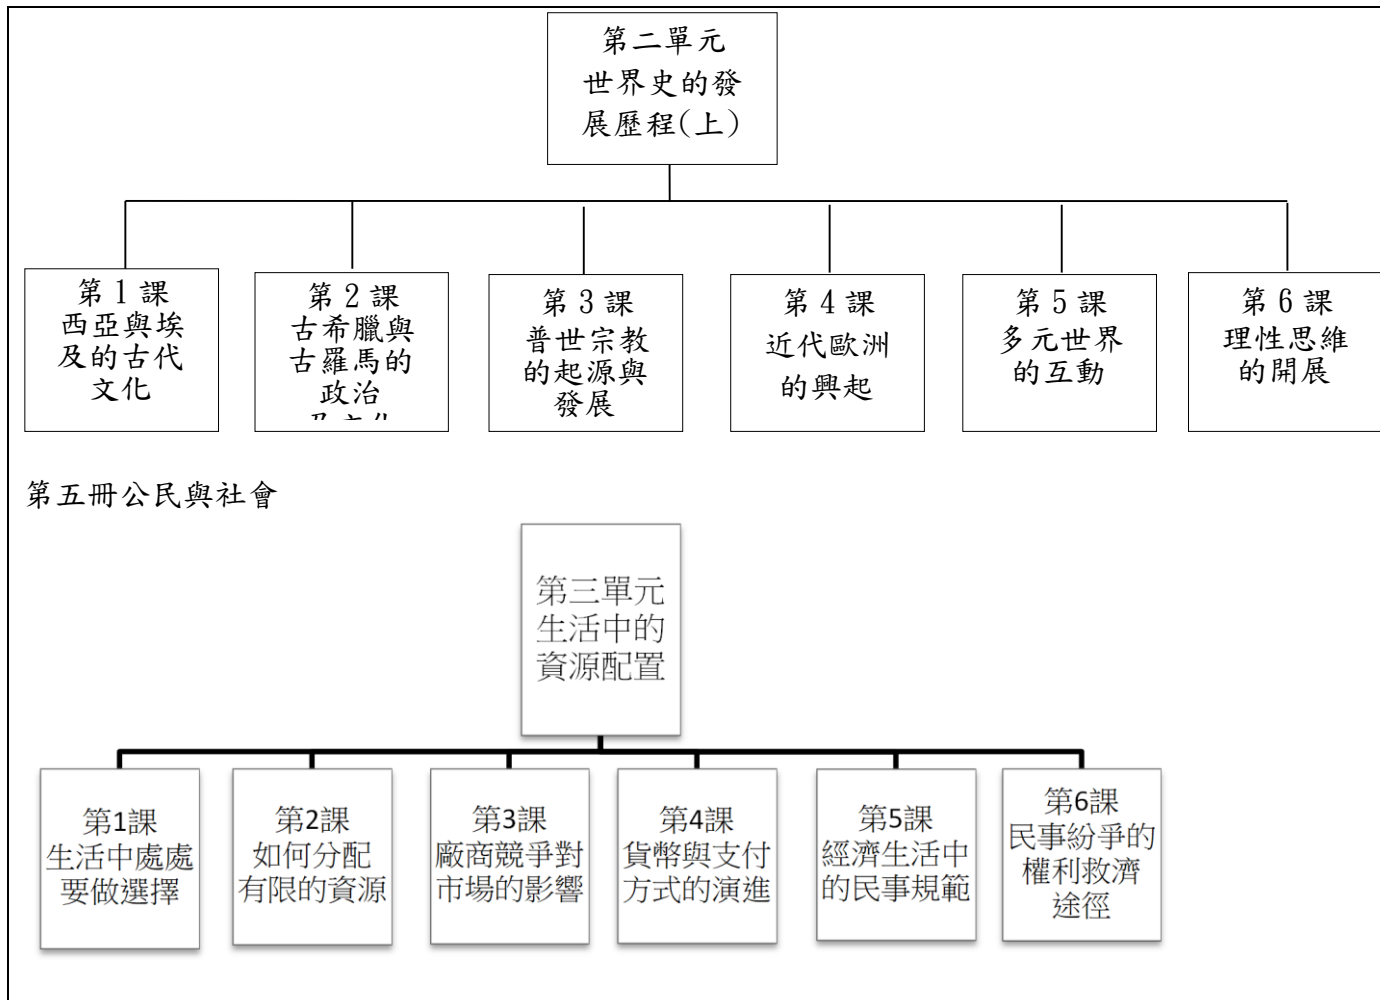 第二單元
世界史的發
展歷程(上)
第1課
西亞與埃
及的古代
文化
第2課
古希臘與
古羅馬的
政治
第3課
普世宗教
的起源與
發展
第4課
近代歐洲
的興起
第5課
多元世界
的互動
第6課
理性思維
的開展
第五冊公民與社會
第三單元
生活中的
資源配置
第1課
生活中處處
要做選擇
第2課
如何分配
有限的資源
第3課
廠商競爭對
市場的影響
第4課
貨幣與支付
方式的演進
第5課
經濟生活中
的民事規範
第6課
民事紛爭的
權利救濟
途徑